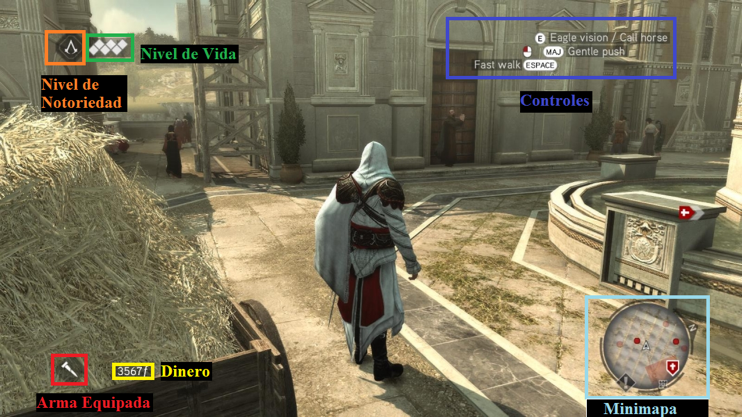 Nivel de Vida
Nivel de
Notoriedad
E Eagle vision / Call horse
MAJ Gentle push
Fast walk ESPACE
Controles
3567ƒ
Dinero
Arma Equipada
N
Minimapa